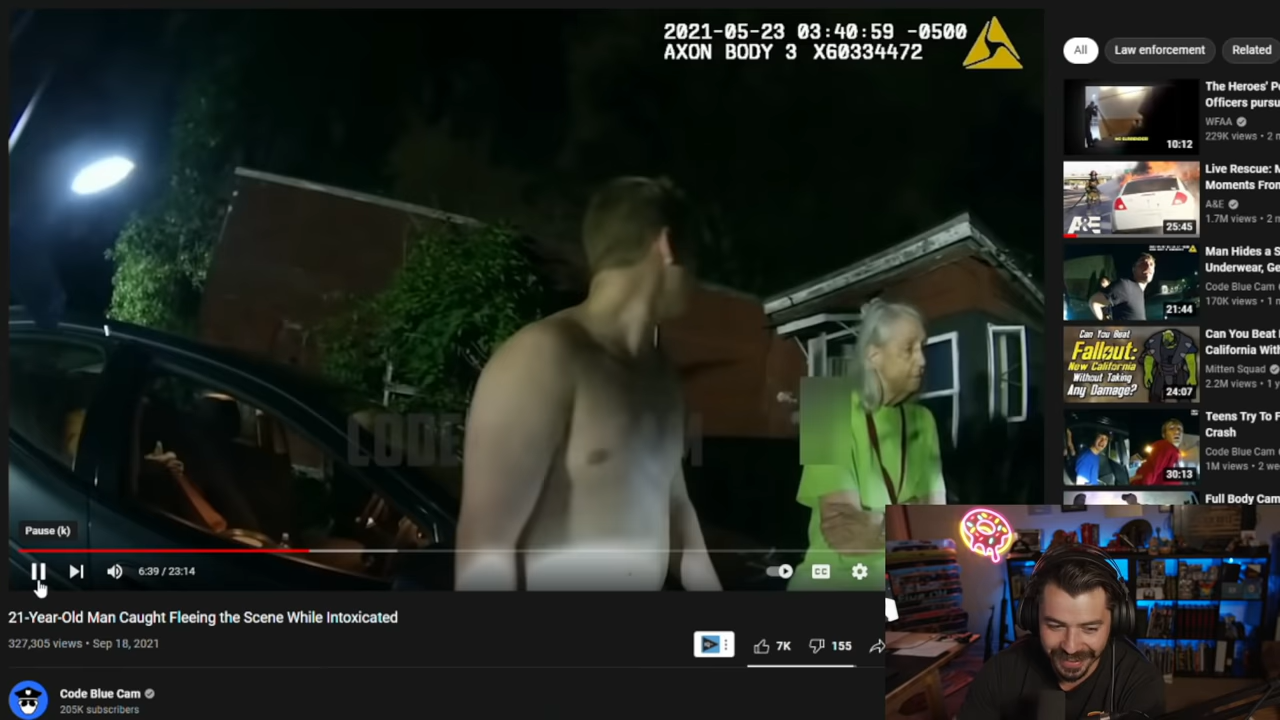 2021-05-23 03:40:59 -0500
AXON BODY 3 X60334472
Pause (k)
6:39 / 23:14
CC
21-Year-Old Man Caught Fleeing the Scene While Intoxicated
327,305 views • Sep 18, 2021
7K
155
Code Blue Cam
205K subscribers
All
Law enforcement
Related
The Heroes'
Officers pursu
WFAA
229K views • 2
10:12
Live Rescue:
Moments From
A&E
1.7M views • 2
A&E
25:45
Man Hides a S
Underwear, Ge
Code Blue Cam
170K views • 1
21:44
Can You Beat
California With
Mitten Squad
2.2M views • 1
Can You Beat
Fallout:
New California
Without Taking
Any Damage?
24:07
Teens Try To F
Crash
Code Blue Cam
1M views • 2
30:13
Full Body Cam